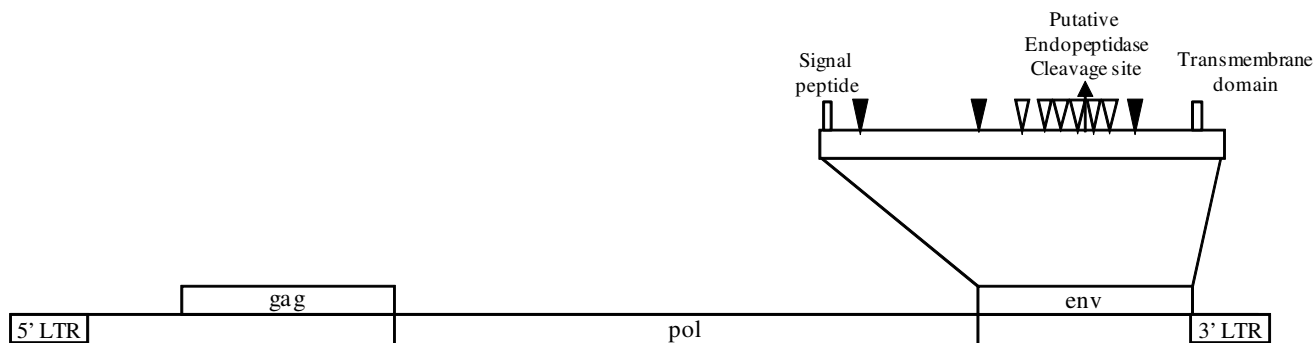 Putative
Endopeptidase
Cleavage site
Signal
peptide
Transmembrane
domain
gag
env
5’ LTR
pol
3’ LTR